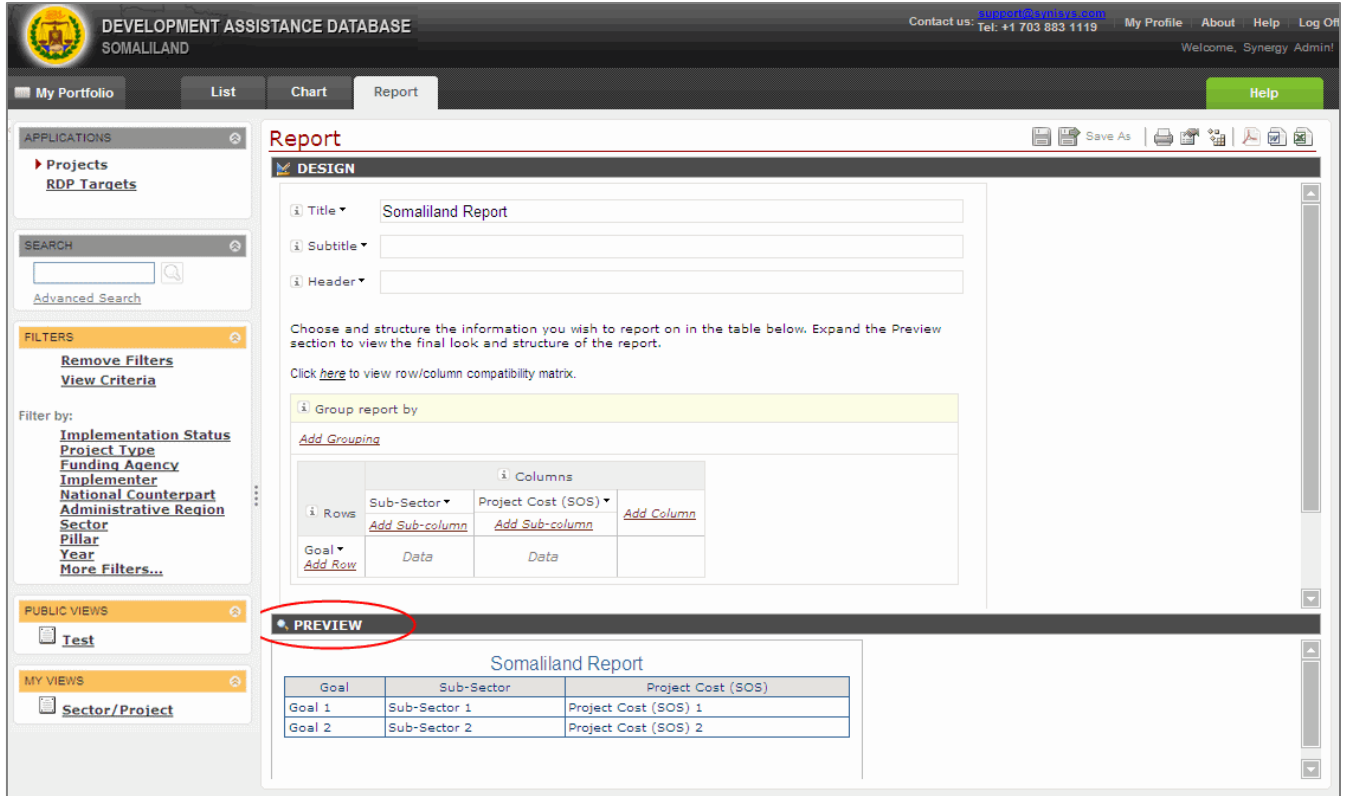 DEVELOPMENT ASSISTANCE DATABASE
SOMALILAND
Contact us: support@synisys.com
Tel: +1 703 883 1119
My Profile About Help Log Off
Welcome, Synergy Admin!
My Portfolio List Chart Report Help
APPLICATIONS
Projects
RDP Targets
SEARCH
Advanced Search
FILTERS
Remove Filters
View Criteria
Filter by:
Implementation Status
Project Type
Funding Agency
Implementer
National Counterpart
Administrative Region
Sector
Pillar
Year
More Filters...
PUBLIC VIEWS
Test
MY VIEWS
Sector/Project
Report
Save As
DESIGN
Title
Somaliland Report
Subtitle
Header
Choose and structure the information you wish to report on in the table below. Expand the Preview
section to view the final look and structure of the report.
Click here to view row/column compatibility matrix.
Group report by
Add Grouping
Columns
Rows
Sub-Sector Project Cost (SOS) Add Column
Add Sub-column Add Sub-column
Goal Data Data
Add Row
PREVIEW
Somaliland Report
Goal Sub-Sector Project Cost (SOS)
Goal 1 Sub-Sector 1 Project Cost (SOS) 1
Goal 2 Sub-Sector 2 Project Cost (SOS) 2